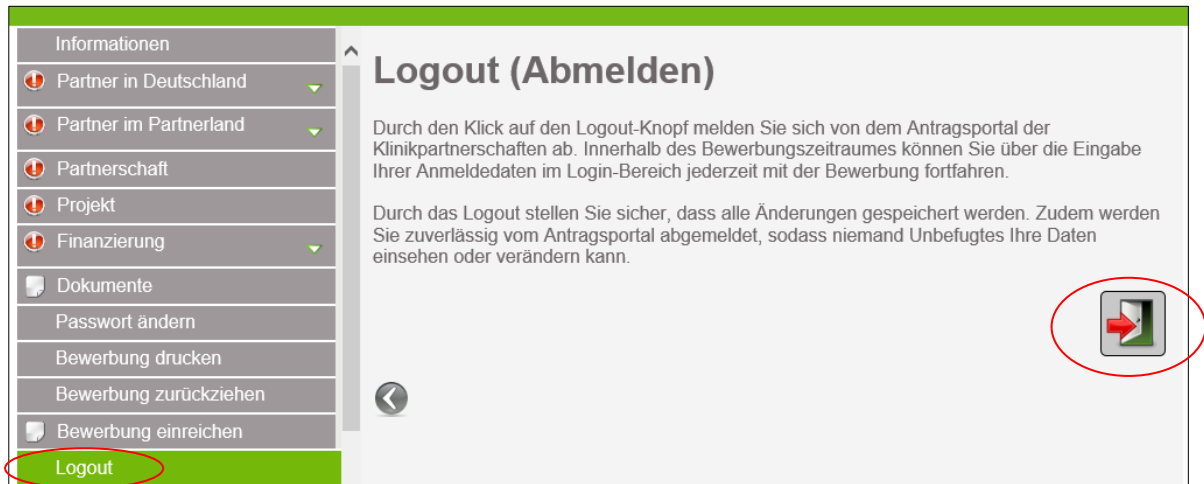 Informationen
Partner in Deutschland
Partner im Partnerland
Partnerschaft
Projekt
Finanzierung
Dokumente
Passwort ändern
Bewerbung drucken
Bewerbung zurückziehen
Bewerbung einreichen
Logout
Logout (Abmelden)
Durch den Klick auf den Logout-Knopf melden Sie sich von dem Antragsportal der
Klinikpartnerschaften ab. Innerhalb des Bewerbungszeitraumes können Sie über die Eingabe
Ihrer Anmeldedaten im Login-Bereich jederzeit mit der Bewerbung fortfahren.
Durch das Logout stellen Sie sicher, dass alle Änderungen gespeichert werden. Zudem werden
Sie zuverlässig vom Antragsportal abgemeldet, sodass niemand Unbefugtes Ihre Daten
einsehen oder verändern kann.